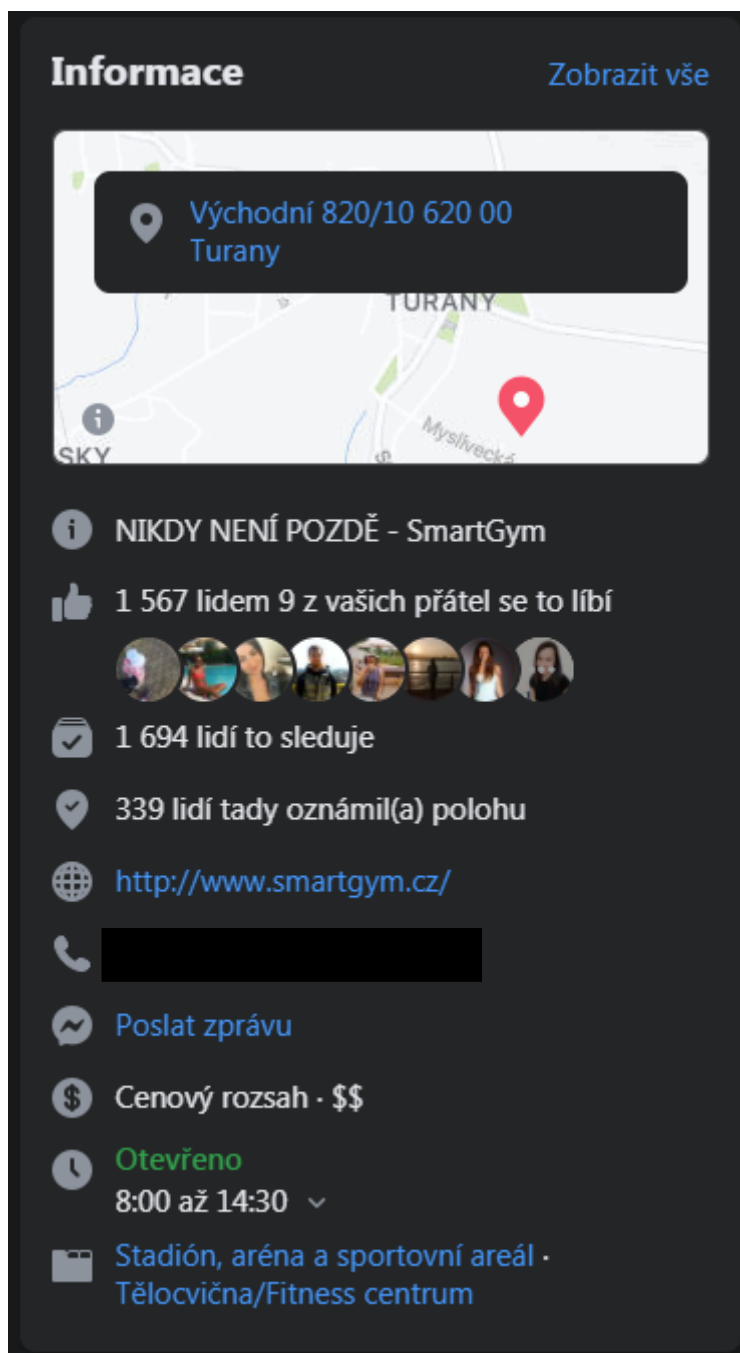 Informace
Zobrazit vše
Východní 820/10 620 00
Turany
TURANY
Myslivecká
SKY
NIKDY NENÍ POZDĚ - SmartGym
1 567 lidem 9 z vašich přátel se to líbí
1 694 lidí to sleduje
339 lidí tady oznámil(a) polohu
http://www.smartgym.cz/
Poslat zprávu
Cenový rozsah · $$
Otevřeno
8:00 až 14:30
Stadión, aréna a sportovní areál ·
Tělocvična/Fitness centrum